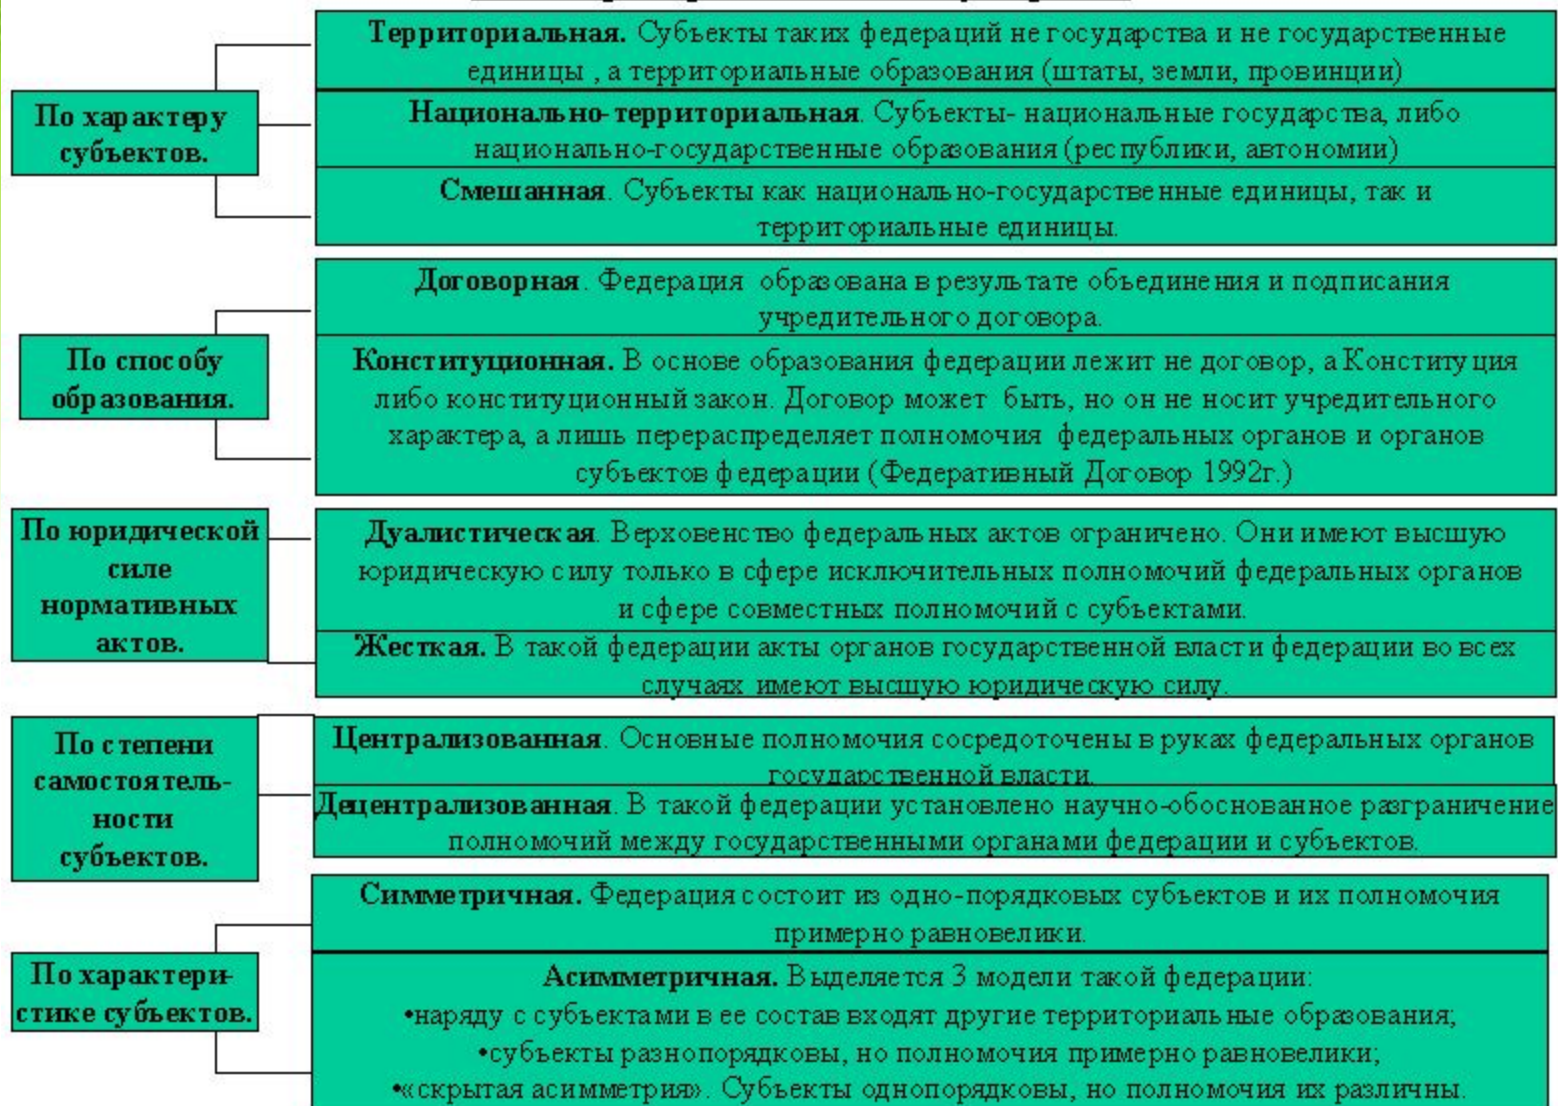 По характеру
субъектов.
Территориальная. Субъекты таких федераций не государства и не государственные
единицы , а территориальные образования (штаты, земли, провинции)
Национально-территориальная. Субъекты- национальные государства, либо
национально-государственные образования (республики, автономии)
Смешанная. Субъекты как национально-государственные единицы, так и
территориальные единицы.
По способу
образования.
Договорная. Федерация образована в результате объединения и подписания
учредительного договора.
Конституционная. В основе образования федерации лежит не договор, а Конституция
либо конституционный закон. Договор может быть, но он не носит учредительного
характера, а лишь перераспределяет полномочия федеральных органов и органов
субъектов федерации (Федеративный Договор 1992г.)
По юридической
силе
нормативных
актов.
Дуалистическая. Верховенство федеральных актов ограничено. Они имеют высшую
юридическую силу только в сфере исключительных полномочий федеральных органов
и сфере совместных полномочий с субъектами.
Жесткая. В такой федерации акты органов государственной власти федерации во всех
случаях имеют высшую юридическую силу.
По степени
самостоятель-
ности
субъектов.
Централизованная. Основные полномочия сосредоточены в руках федеральных органов
государственной власти.
Децентрализованная. В такой федерации установлено научно-обоснованное разграничение
полномочий между государственными органами федерации и субъектов.
По характери-
стике субъектов.
Симметричная. Федерация состоит из одно-порядковых субъектов и их полномочия
примерно равновелики.
Асимметричная. Выделяется 3 модели такой федерации:
•наряду с субъектами в ее состав входят другие территориальные образования;
•субъекты разнопорядковы, но полномочия примерно равновелики;
•«скрытая асимметрия». Субъекты однопорядковы, но полномочия их различны.